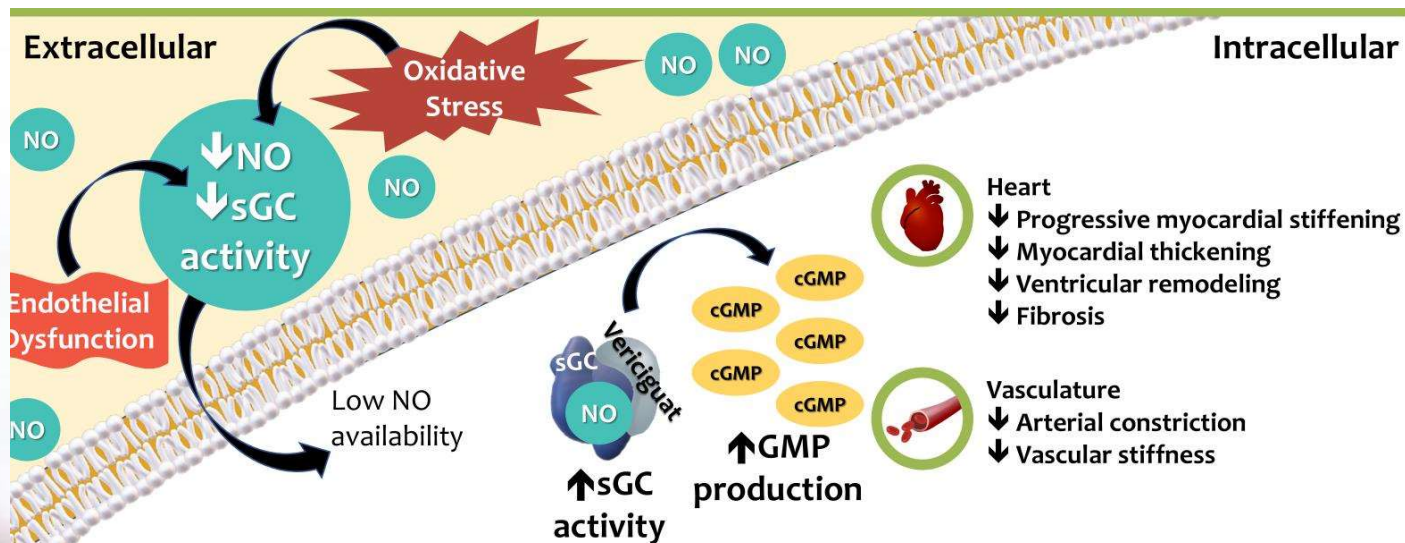 Extracellular
Intracellular
Oxidative
Stress
NO
NO
NO
NO
NO
↓NO
↓sGC
activity
Endothelial
Dysfunction
Low NO
availability
sGC
Vericiguat
NO
↑sGC
activity
cGMP
cGMP
cGMP
cGMP
cGMP
↑GMP
production
Heart
↓ Progressive myocardial stiffening
↓ Myocardial thickening
↓ Ventricular remodeling
↓ Fibrosis
Vasculature
↓ Arterial constriction
↓ Vascular stiffness